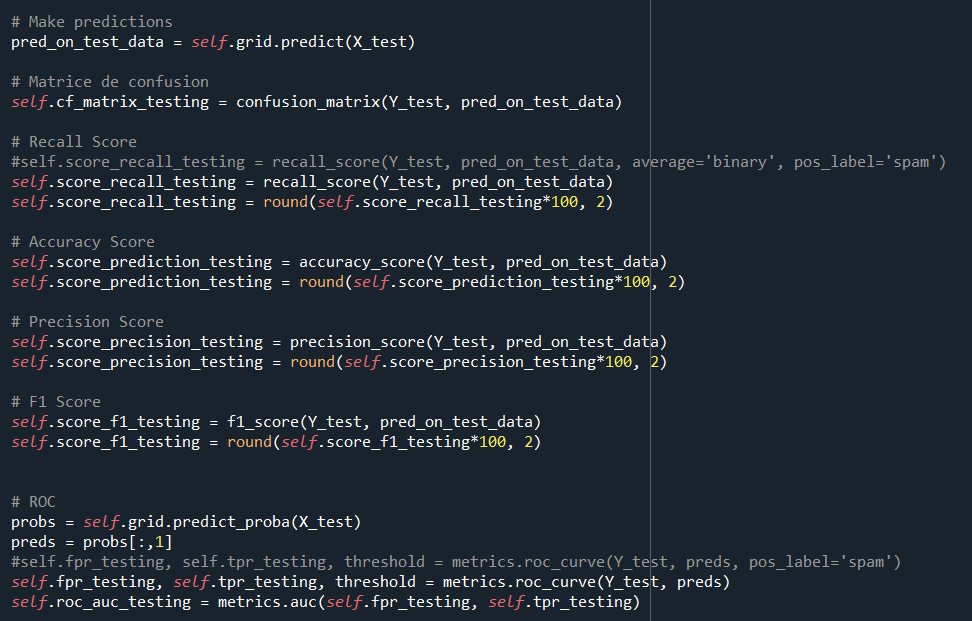 # Make predictions
pred_on_test_data = self.grid.predict(X_test)
# Matrice de confusion
self.cf_matrix_testing = confusion_matrix(Y_test, pred_on_test_data)
# Recall Score
#self.score_recall_testing = recall_score(Y_test, pred_on_test_data, average='binary', pos_label='spam')
self.score_recall_testing = recall_score(Y_test, pred_on_test_data)
self.score_recall_testing = round(self.score_recall_testing*100, 2)
# Accuracy Score
self.score_prediction_testing = accuracy_score(Y_test, pred_on_test_data)
self.score_prediction_testing = round(self.score_prediction_testing*100, 2)
# Precision Score
self.score_precision_testing = precision_score(Y_test, pred_on_test_data)
self.score_precision_testing = round(self.score_precision_testing*100, 2)
# F1 Score
self.score_f1_testing = f1_score(Y_test, pred_on_test_data)
self.score_f1_testing = round(self.score_f1_testing*100, 2)
# ROC
probs = self.grid.predict_proba(X_test)
preds = probs[:,1]
#self.fpr_testing, self.tpr_testing, threshold = metrics.roc_curve(Y_test, preds, pos_label='spam')
self.fpr_testing, self.tpr_testing, threshold = metrics.roc_curve(Y_test, preds)
self.roc_auc_testing = metrics.auc(self.fpr_testing, self.tpr_testing)